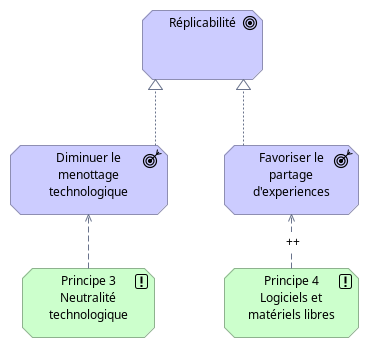 Réplicabilité
Diminuer le
menottage
technologique
Favoriser le
partage
d'experiences
++
Principe 3
Neutralité
technologique
Principe 4
Logiciels et
matériels libres